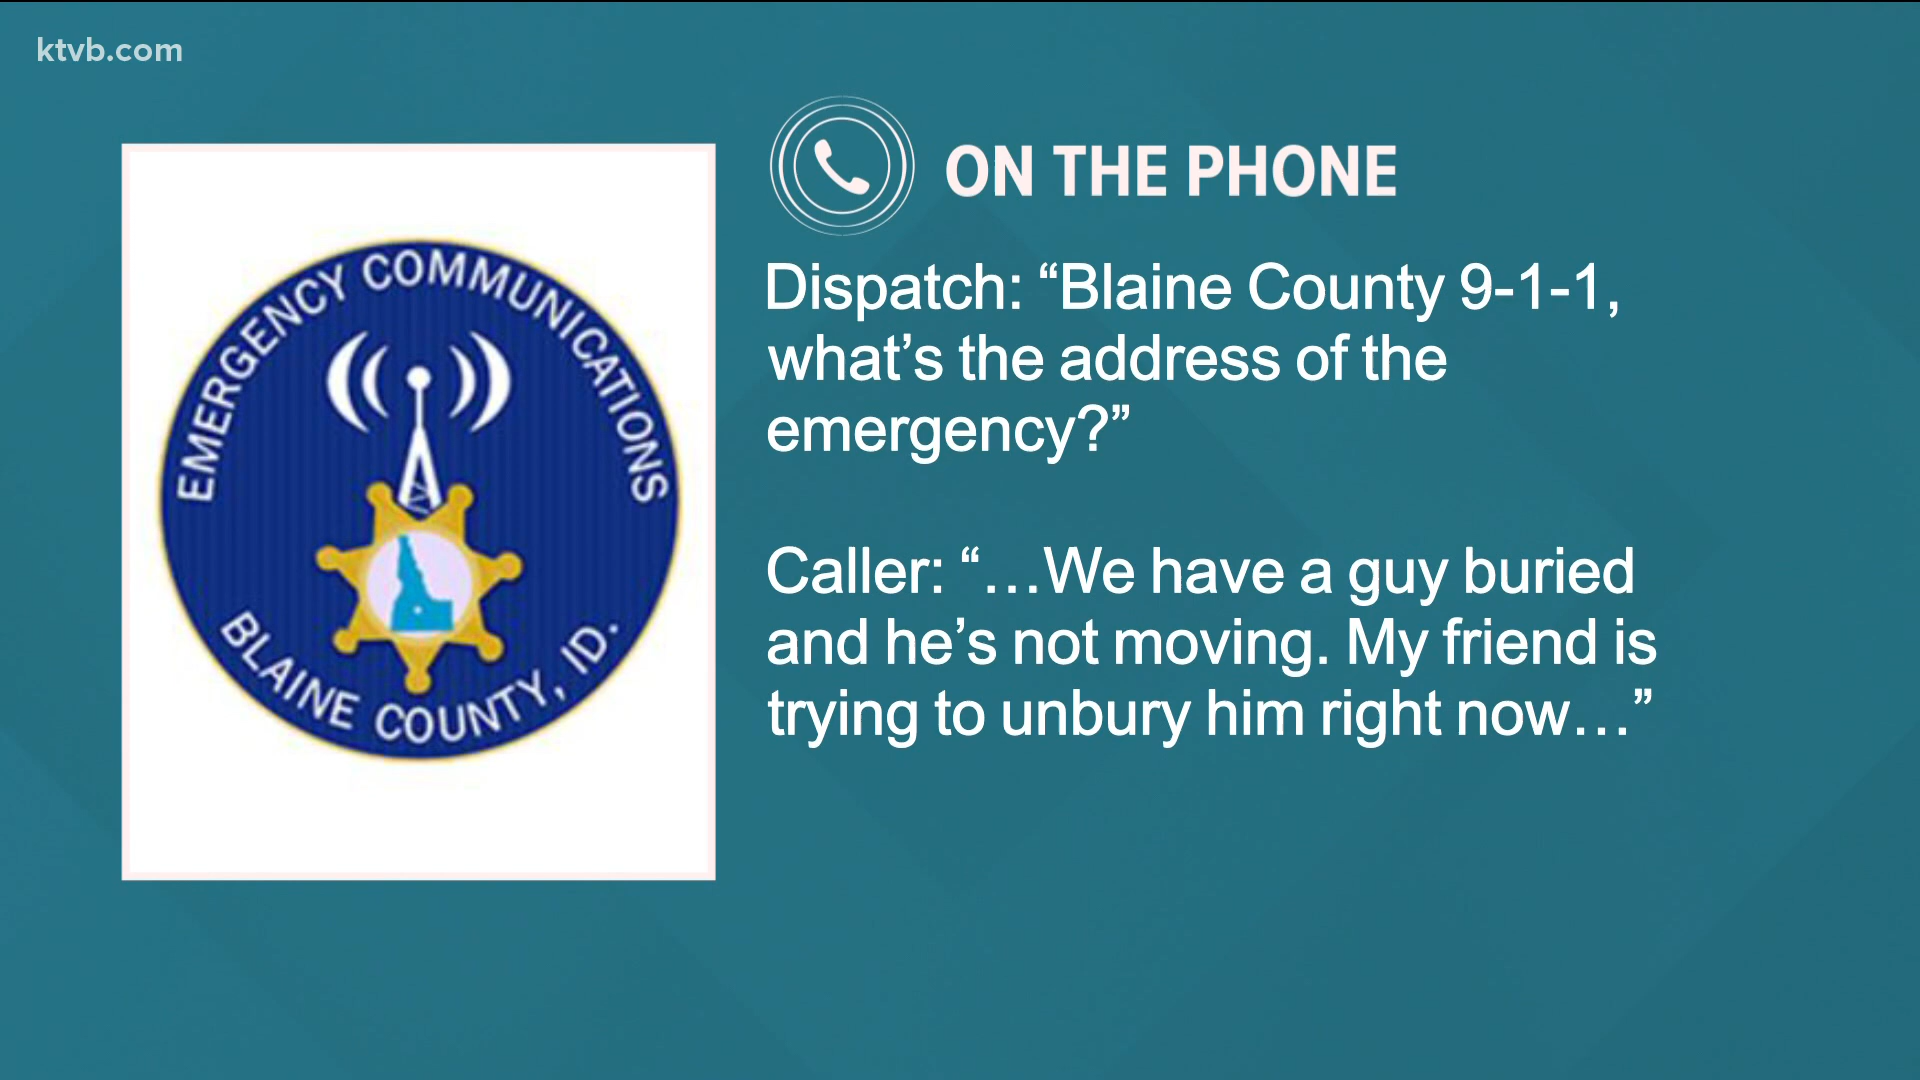 ktvb.com
EMERGENCY COMMUNICATIONS
BLAINE COUNTY, ID.
ON THE PHONE
Dispatch: “Blaine County 9-1-1,
what’s the address of the
emergency?”
Caller: “…We have a guy buried
and he’s not moving. My friend is
trying to unbury him right now…”